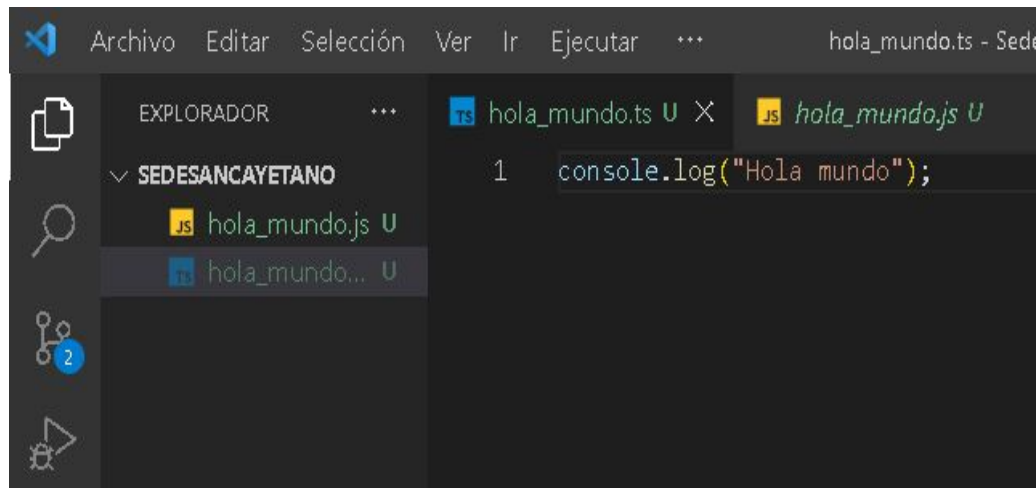 Archivo Editar Selección Ver Ir Ejecutar ··· hola_mundo.ts - Sede
EXPLORADOR ···
SEDESANCAYETANO
JS hola_mundo.js U
TS hola_mundo... U
2
TS hola_mundo.ts U
JS hola_mundo.js U
1 console.log("Hola mundo");